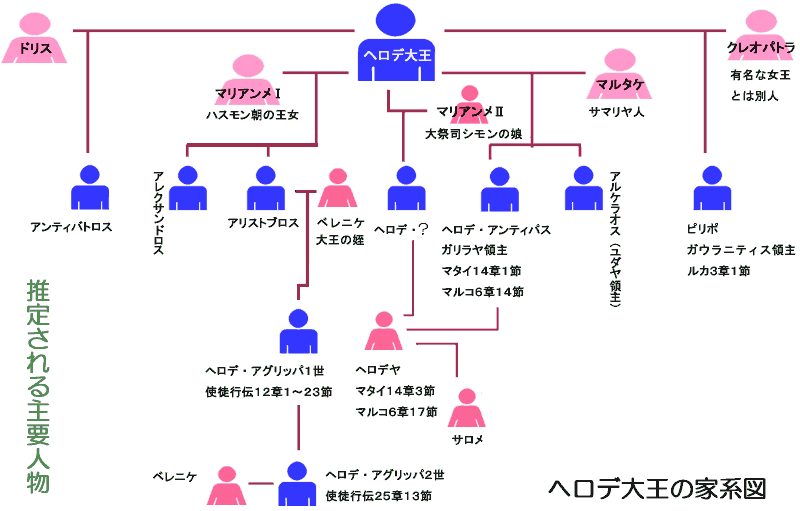 ドリス
ヘロデ大王
クレオパトラ
有名な女王
とは別人
マリアンメⅠ
ハスモン朝の王女
マリアンメⅡ
大祭司シモンの娘
マルタケ
サマリヤ人
アンティパトロス
アレクサンドロス
アリストブロス
ベレニケ
大王の姪
ヘロデ・?
ヘロデ・アンティパス
ガリラヤ領主
マタイ14章1節
マルコ6章14節
アルケラオス(ユダヤ領主)
ピリポ
ガウラニティス領主
ルカ3章1節
推定される主要人物
ヘロデ・アグリッパ1世
使徒行伝12章1~23節
ヘロデヤ
マタイ14章3節
マルコ6章17節
サロメ
ベレニケ
ヘロデ・アグリッパ2世
使徒行伝25章13節
ヘロデ大王の家系図